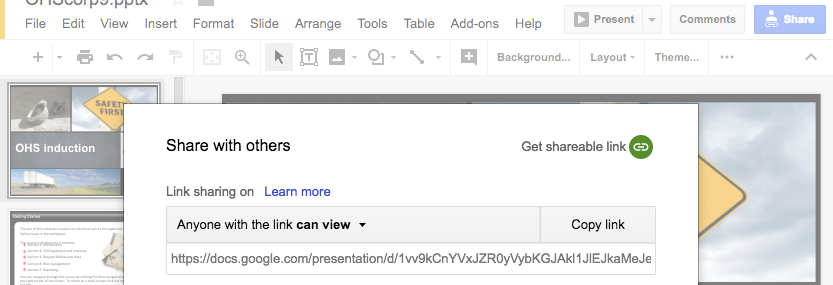 OHScorp9.pptx
File Edit View Insert Format Slide Arrange Tools Table Add-ons Help
Present
Comments
Share
Background...
Layout
Theme...
SAFETY
FIRST
OHS induction
Share with others
Get shareable link
Link sharing on Learn more
Anyone with the link can view
Copy link
https://docs.google.com/presentation/d/1vv9kCnYVxJZR0yVybKGJAkI1JlEJkaMeJe
Getting Started